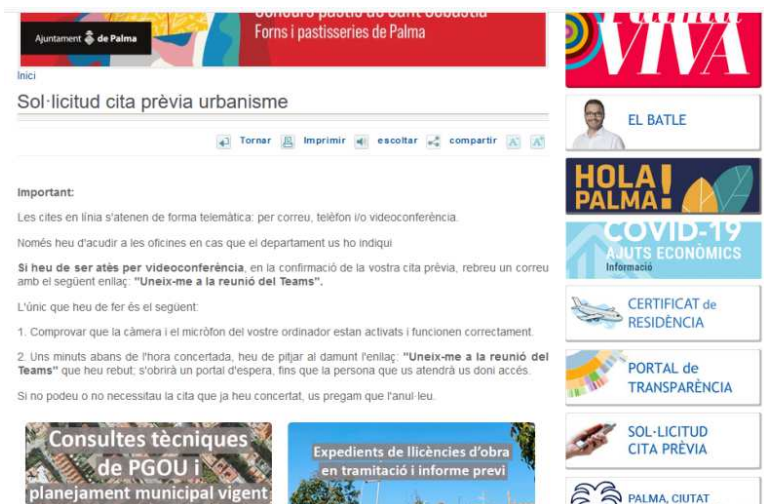 Concurs pastís de Sant Sebastià
Forns i pastisseries de Palma
Ajuntament de Palma
Inici
Sol·licitud cita prèvia urbanisme
Tornar Imprimir escoltar compartir A A
Important:
Les cites en línia s'atenen de forma telemàtica: per correu, telèfon i/o videoconferència.
Només heu d'acudir a les oficines en cas que el departament us ho indiqui
Si heu de ser atès per videoconferència, en la confirmació de la vostra cita prèvia, rebreu un correu
amb el següent enllaç: "Uneix-me a la reunió del Teams".
L'únic que heu de fer és el següent:
1. Comprovar que la càmera i el micròfon del vostre ordinador estan activats i funcionen correctament.
2. Uns minuts abans de l'hora concertada, heu de pitjar al damunt l'enllaç: "Uneix-me a la reunió del
Teams" que heu rebut: s'obrirà un portal d'espera, fins que la persona que us atendrà us doni accés.
Si no podeu o no necessitau la cita que ja heu concertat, us pregam que l'anul·leu.
Consultes tècniques
de PGOU i
planejament municipal vigent
Expedients de llicències d'obra
en tramitació i informe previ
Palma
VIVA
EL BATLE
HOLA
PALMA!
COVID-19
AJUTS ECONÒMICS
Informació
CERTIFICAT de
RESIDÈNCIA
PORTAL de
TRANSPARÈNCIA
SOL·LICITUD
CITA PRÈVIA
PALMA, CIUTAT